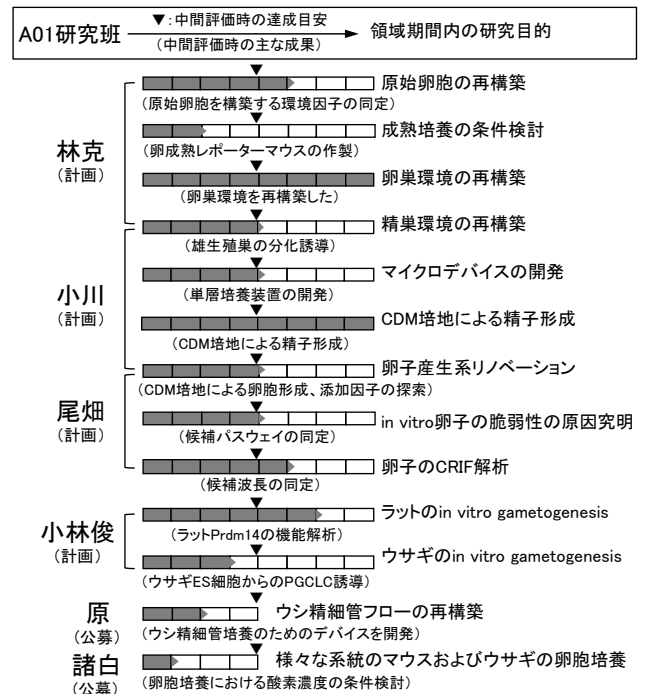 A01研究班 ▼:中間評価時の達成目安 領域期間内の研究目的
(中間評価時の主な成果)
原始卵胞の再構築
(原始卵胞を構築する環境因子の同定)
成熟培養の条件検討
林克
(計画)
(卵成熟レポーターマウスの作製)
卵巣環境の再構築
(卵巣環境を再構築した)
精巣環境の再構築
(雄生殖巣の分化誘導)
マイクロデバイスの開発
小川
(計画)
(単層培養装置の開発)
CDM培地による精子形成
(CDM培地による精子形成)
卵子産生系リノベーション
(CDM培地による卵胞形成、添加因子の探索)
尾畑
(計画)
in vitro卵子の脆弱性の原因究明
(候補パスウェイの同定)
卵子のCRIF解析
(候補波長の同定)
ラットのin vitro gametogenesis
小林俊
(計画)
(ラットPrdm14の機能解析)
ウサギのin vitro gametogenesis
(ウサギES細胞からのPGCLC誘導)
原
(公募)
ウシ精細管フローの再構築
(ウシ精細管培養のためのデバイスを開発)
諸白
(公募)
様々な系統のマウスおよびウサギの卵胞培養
(卵胞培養における酸素濃度の条件検討)